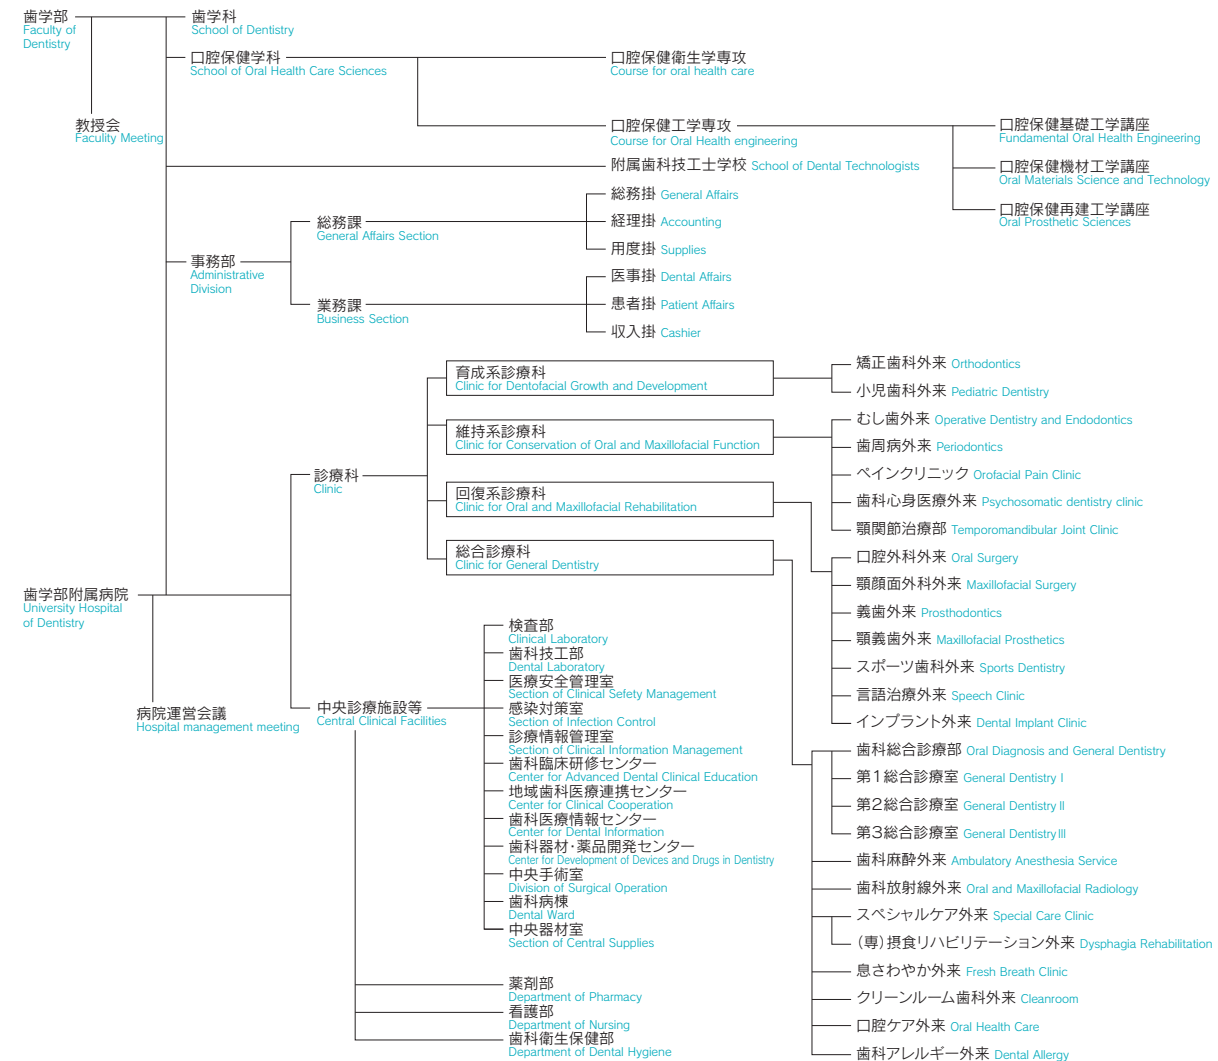 歯学部
Faculty of
Dentistry
歯学科
School of Dentistry
口腔保健学科
School of Oral Health Care Sciences
口腔保健衛生学専攻
Course for oral health care
教授会
Faculity Meeting
口腔保健工学専攻
Course for Oral Health engineering
口腔保健基礎工学講座
Fundamental Oral Health Engineering
口腔保健機材工学講座
Oral Materials Science and Technology
口腔保健再建工学講座
Oral Prosthetic Sciences
附属歯科技工士学校 School of Dental Technologists
事務部
Administrative
Division
総務課
General Affairs Section
総務掛 General Affairs
経理掛 Accounting
用度掛 Supplies
業務課
Business Section
医事掛 Dental Affairs
患者掛 Patient Affairs
収入掛 Cashier
歯学部附属病院
University Hospital
of Dentistry
病院運営会議
Hospital management meeting
診療科
Clinic
育成系診療科
Clinic for Dentofacial Growth and Development
矯正歯科外来 Orthodontics
小児歯科外来 Pediatric Dentistry
維持系診療科
Clinic for Conservation of Oral and Maxillofacial Function
むし歯外来 Operative Dentistry and Endodontics
歯周病外来 Periodontics
ペインクリニック Orofacial Pain Clinic
歯科心身医療外来 Psychosomatic dentistry clinic
顎関節治療部 Temporomandibular Joint Clinic
回復系診療科
Clinic for Oral and Maxillofacial Rehabilitation
口腔外科外来 Oral Surgery
顎顔面外科外来 Maxillofacial Surgery
義歯外来 Prosthodontics
顎義歯外来 Maxillofacial Prosthetics
スポーツ歯科外来 Sports Dentistry
言語治療外来 Speech Clinic
インプラント外来 Dental Implant Clinic
総合診療科
Clinic for General Dentistry
歯科総合診療部 Oral Diagnosis and General Dentistry
第1総合診療室 General Dentistry I
第2総合診療室 General Dentistry II
第3総合診療室 General Dentistry III
歯科麻酔外来 Ambulatory Anesthesia Service
歯科放射線外来 Oral and Maxillofacial Radiology
スペシャルケア外来 Special Care Clinic
(専)摂食リハビリテーション外来 Dysphagia Rehabilitation
息さわやか外来 Fresh Breath Clinic
クリーンルーム歯科外来 Cleanroom
口腔ケア外来 Oral Health Care
歯科アレルギー外来 Dental Allergy
中央診療施設等
Central Clinical Facilities
検査部
Clinical Laboratory
歯科技工部
Dental Laboratory
医療安全管理室
Section of Clinical Safety Management
感染対策室
Section of Infection Control
診療情報管理室
Section of Clinical Information Management
歯科臨床研修センター
Center for Advanced Dental Clinical Education
地域歯科医療連携センター
Center for Clinical Cooperation
歯科医療情報センター
Center for Dental Information
歯科器材・薬品開発センター
Center for Development of Devices and Drugs in Dentistry
中央手術室
Division of Surgical Operation
歯科病棟
Dental Ward
中央器材室
Section of Central Supplies
薬剤部
Department of Pharmacy
看護部
Department of Nursing
歯科衛生保健部
Department of Dental Hygiene